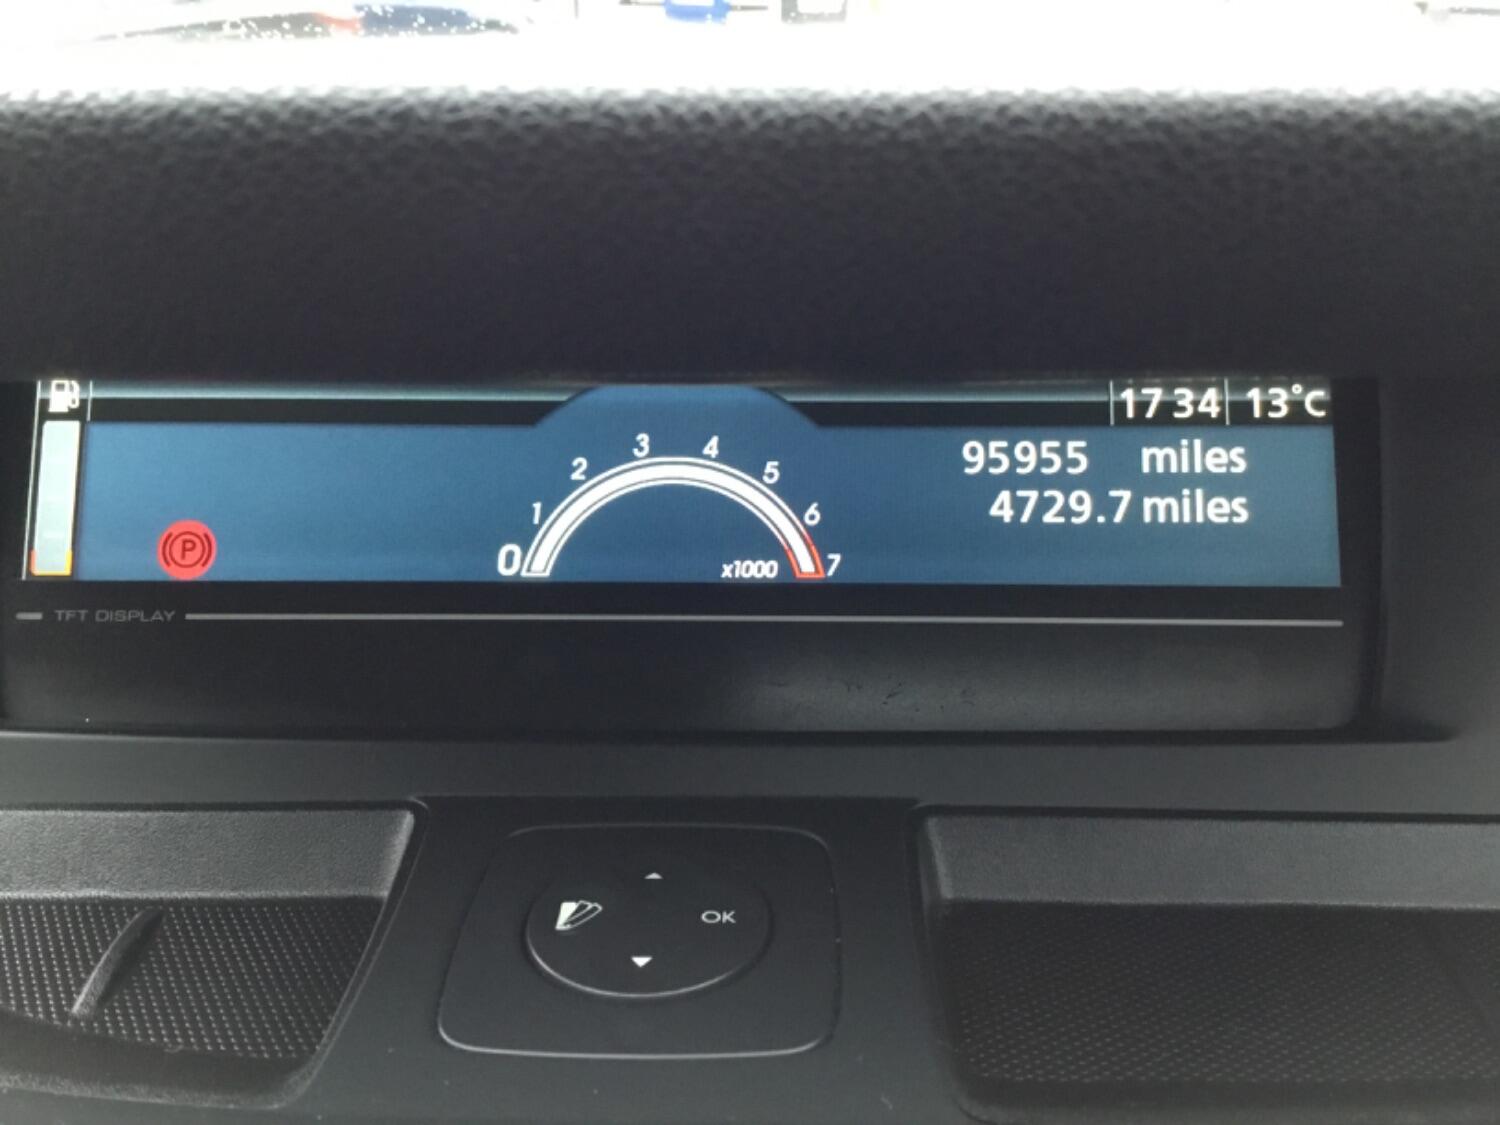 17 34 13°C
95955 miles
4729.7 miles
0 1 2 3 4 5 6 7
x1000
P
TFT DISPLAY
OK